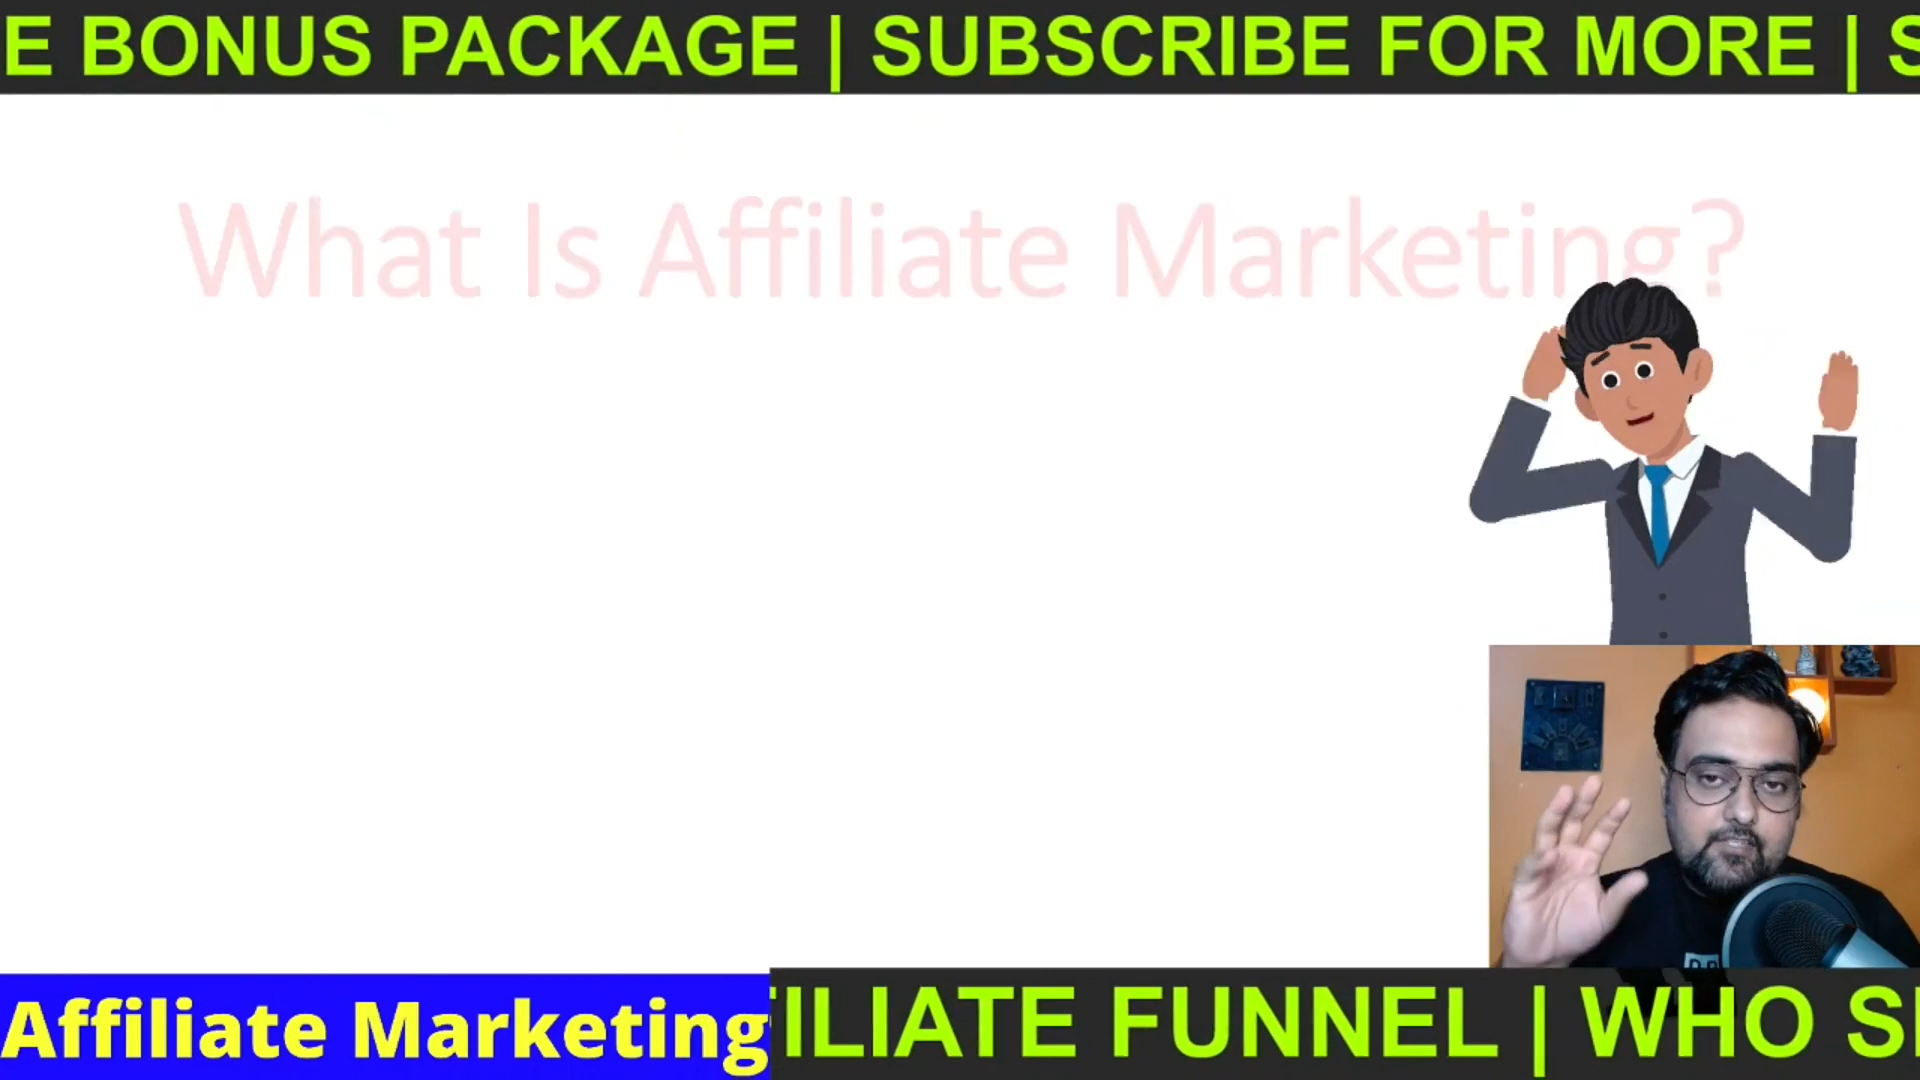 E BONUS PACKAGE | SUBSCRIBE FOR MORE | S
What Is Affiliate Marketing?
Affiliate Marketing
ILIATE FUNNEL | WHO S